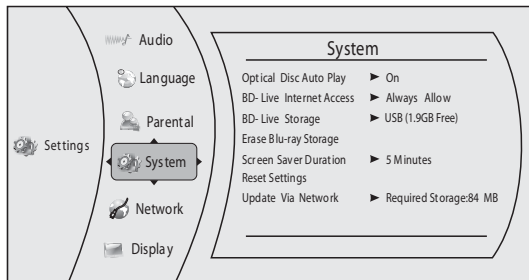 Settings
Audio
Language
Parental
System
Network
Display
System
Optical Disc Auto Play ► On
BD- Live Internet Access ► Always Allow
BD- Live Storage ► USB (1.9GB Free)
Erase Blu-ray Storage
Screen Saver Duration ► 5 Minutes
Reset Settings
Update Via Network ► Required Storage:84 MB